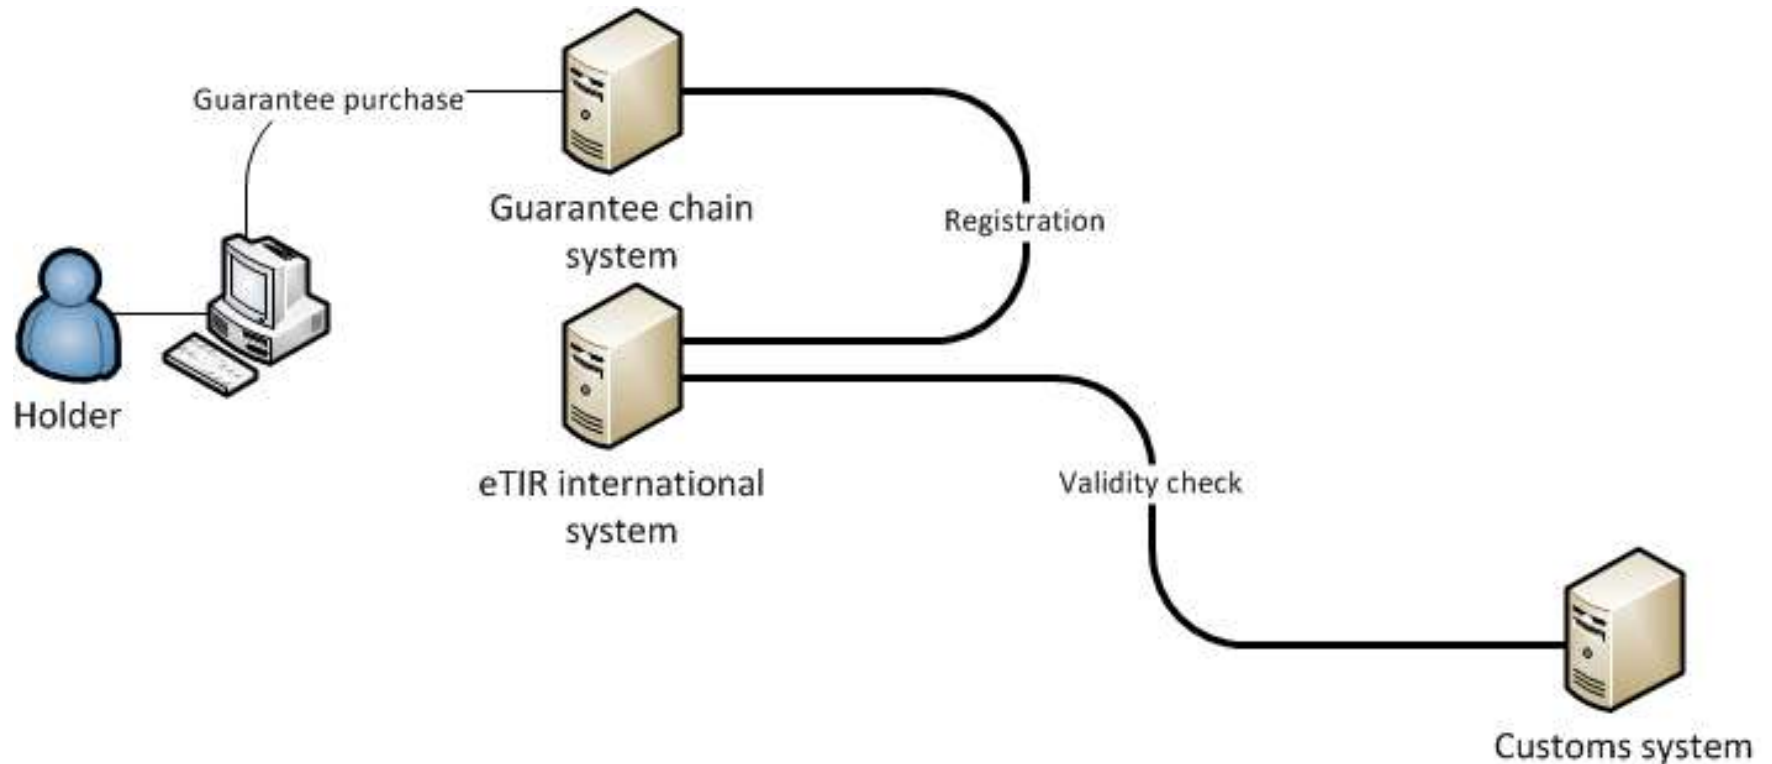 Guarantee purchase
Guarantee chain
system
Registration
Holder
eTIR international
system
Validity check
Customs system